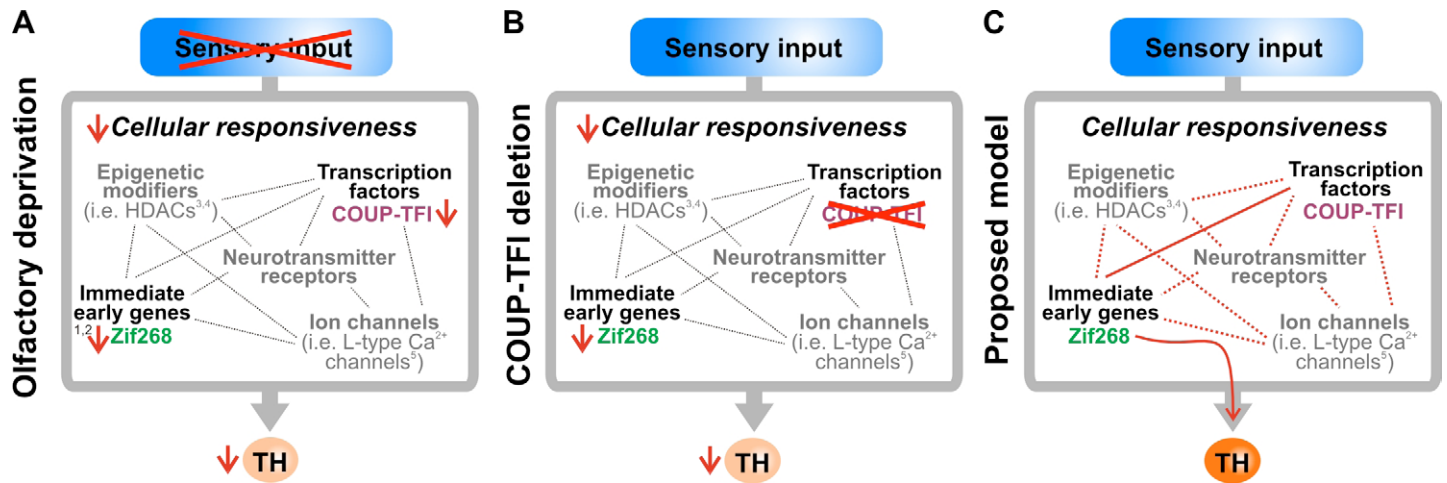 A
Olfactory deprivation
Sensory input
Cellular responsiveness
Epigenetic
modifiers
(i.e. HDACs3,4)
Transcription
factors
COUP-TFI
Neurotransmitter
receptors
Immediate
early genes
1,2 Zif268
Ion channels
(i.e. L-type Ca2+
channels5)
TH
B
COUP-TFI deletion
Sensory input
Cellular responsiveness
Epigenetic
modifiers
(i.e. HDACs3,4)
Transcription
factors
COUP-TFI
Neurotransmitter
receptors
Immediate
early genes
Zif268
Ion channels
(i.e. L-type Ca2+
channels5)
TH
C
Proposed model
Sensory input
Cellular responsiveness
Epigenetic
modifiers
(i.e. HDACs3,4)
Transcription
factors
COUP-TFI
Neurotransmitter
receptors
Immediate
early genes
Zif268
Ion channels
(i.e. L-type Ca2+
channels5)
TH